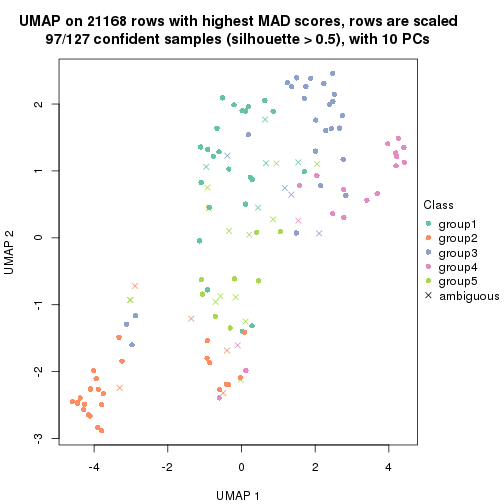 UMAP on 21168 rows with highest MAD scores, rows are scaled
97/127 confident samples (silhouette > 0.5), with 10 PCs
UMAP 2
2
1
0
-1
-2
-3
-4
-2
0
2
4
UMAP 1
Class
group1
group2
group3
group4
group5
ambiguous